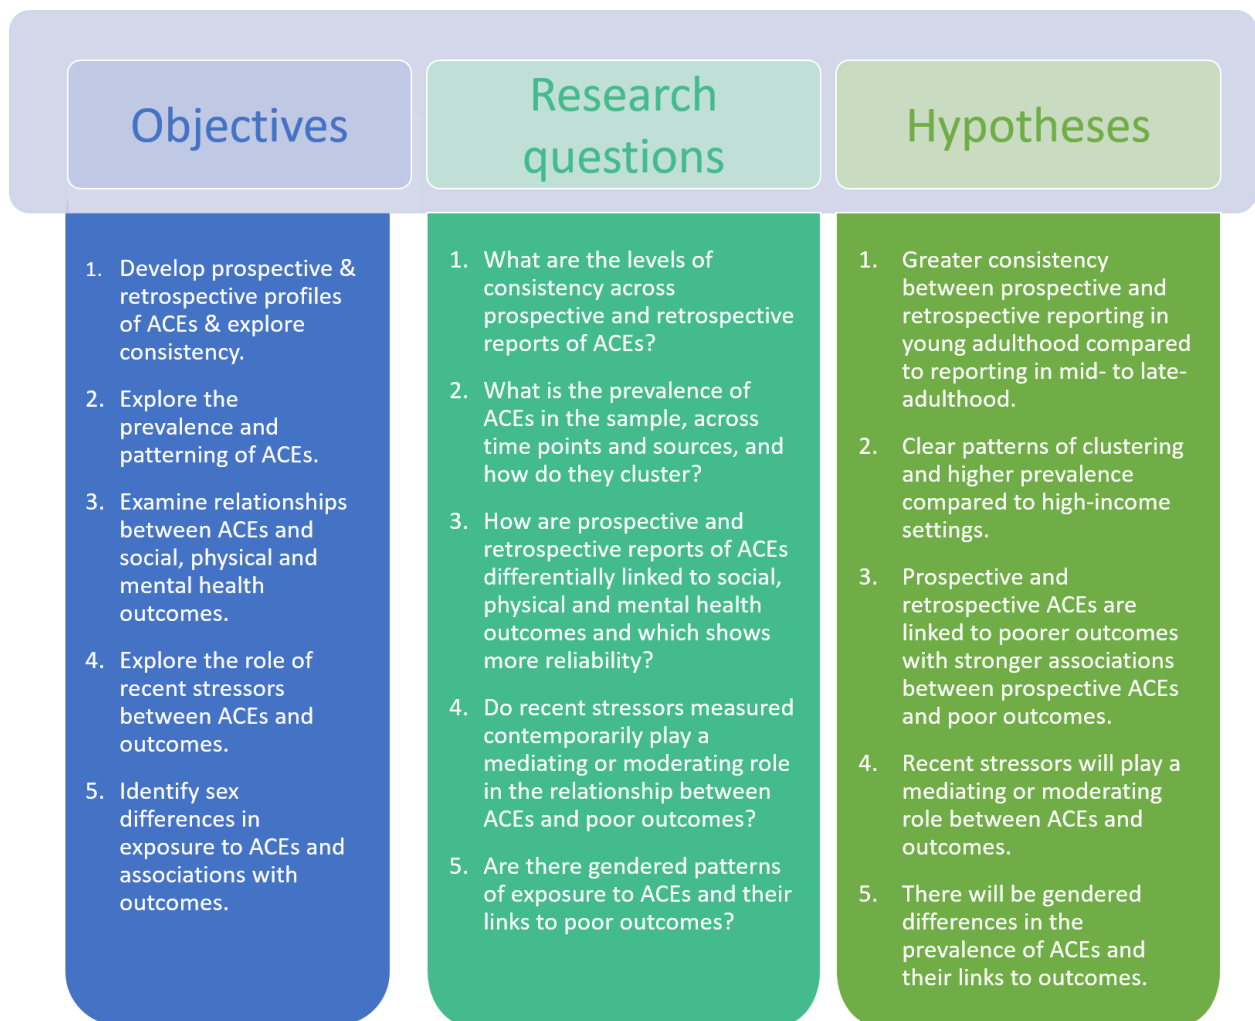 Objectives
Research
questions
Hypotheses
1. Develop prospective &
retrospective profiles
of ACEs & explore
consistency.
2. Explore the
prevalence and
patterning of ACEs.
3. Examine relationships
between ACEs and
social, physical and
mental health
outcomes.
4. Explore the role of
recent stressors
between ACEs and
outcomes.
5. Identify sex
differences in
exposure to ACEs and
associations with
outcomes.
1. What are the levels of
consistency across
prospective and retrospective
reports of ACEs?
2. What is the prevalence of
ACEs in the sample, across
time points and sources, and
how do they cluster?
3. How are prospective and
retrospective reports of ACEs
differentially linked to social,
physical and mental health
outcomes and which shows
more reliability?
4. Do recent stressors measured
contemporarily play a
mediating or moderating role
in the relationship between
ACEs and poor outcomes?
5. Are there gendered patterns
of exposure to ACEs and their
links to poor outcomes?
1. Greater consistency
between prospective and
retrospective reporting in
young adulthood compared
to reporting in mid- to late-
adulthood.
2. Clear patterns of clustering
and higher prevalence
compared to high-income
settings.
3. Prospective and
retrospective ACEs are
linked to poorer outcomes
with stronger associations
between prospective ACEs
and poor outcomes.
4. Recent stressors will play a
mediating or moderating
role between ACEs and
outcomes.
5. There will be gendered
differences in the
prevalence of ACEs and
their links to outcomes.